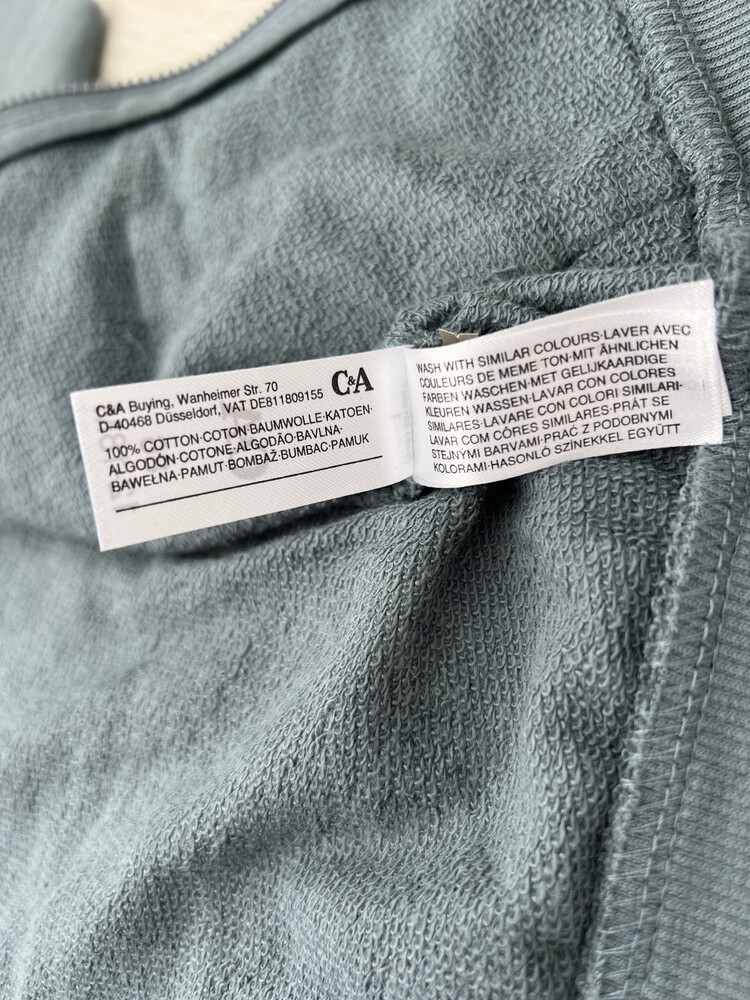 C&A Buying, Wanheimer Str. 70
D-40468 Düsseldorf, VAT DE811809155
C&A
100% COTTON·COTON·BAUMWOLLE·KATOEN·
ALGODÓN·COTONE·ALGODÃO·BAVLNA·
BAWEŁNA·PAMUT·BOMBAŽ·BUMBAC·PAMUK
WASH WITH SIMILAR COLOURS·LAVER AVEC
COULEURS DE MEME TON·MIT ÄHNLICHEN
FARBEN WASCHEN·MET GELIJKAARDIGE
KLEUREN WASSEN·LAVAR CON COLORES
SIMILARES·LAVARE CON COLORI SIMILARI·
LAVAR COM CÔRES SIMILARES·PRÁT SE
STEJNÝMI BARVAMI·PRAĆ Z PODOBNYMI
KOLORAMI·HASONLÓ SZÍNEKKEL EGYÜTT